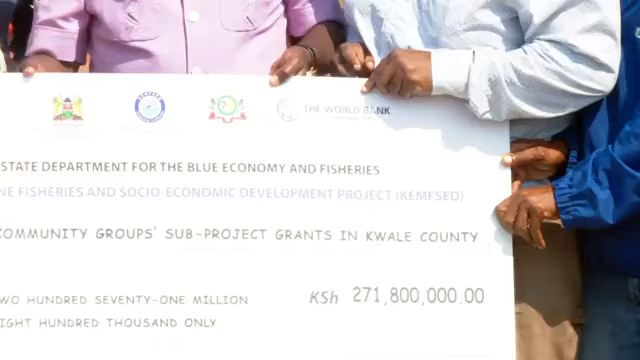 THE WORLD BANK
STATE DEPARTMENT FOR THE BLUE ECONOMY AND FISHERIES
NE FISHERIES AND SOCIO-ECONOMIC DEVELOPMENT PROJECT (KEMFSED)
COMMUNITY GROUPS' SUB-PROJECT GRANTS IN KWALE COUNTY
WO HUNDRED SEVENTY-ONE MILLION KSh 271,800,000.00
IGHT HUNDRED THOUSAND ONLY